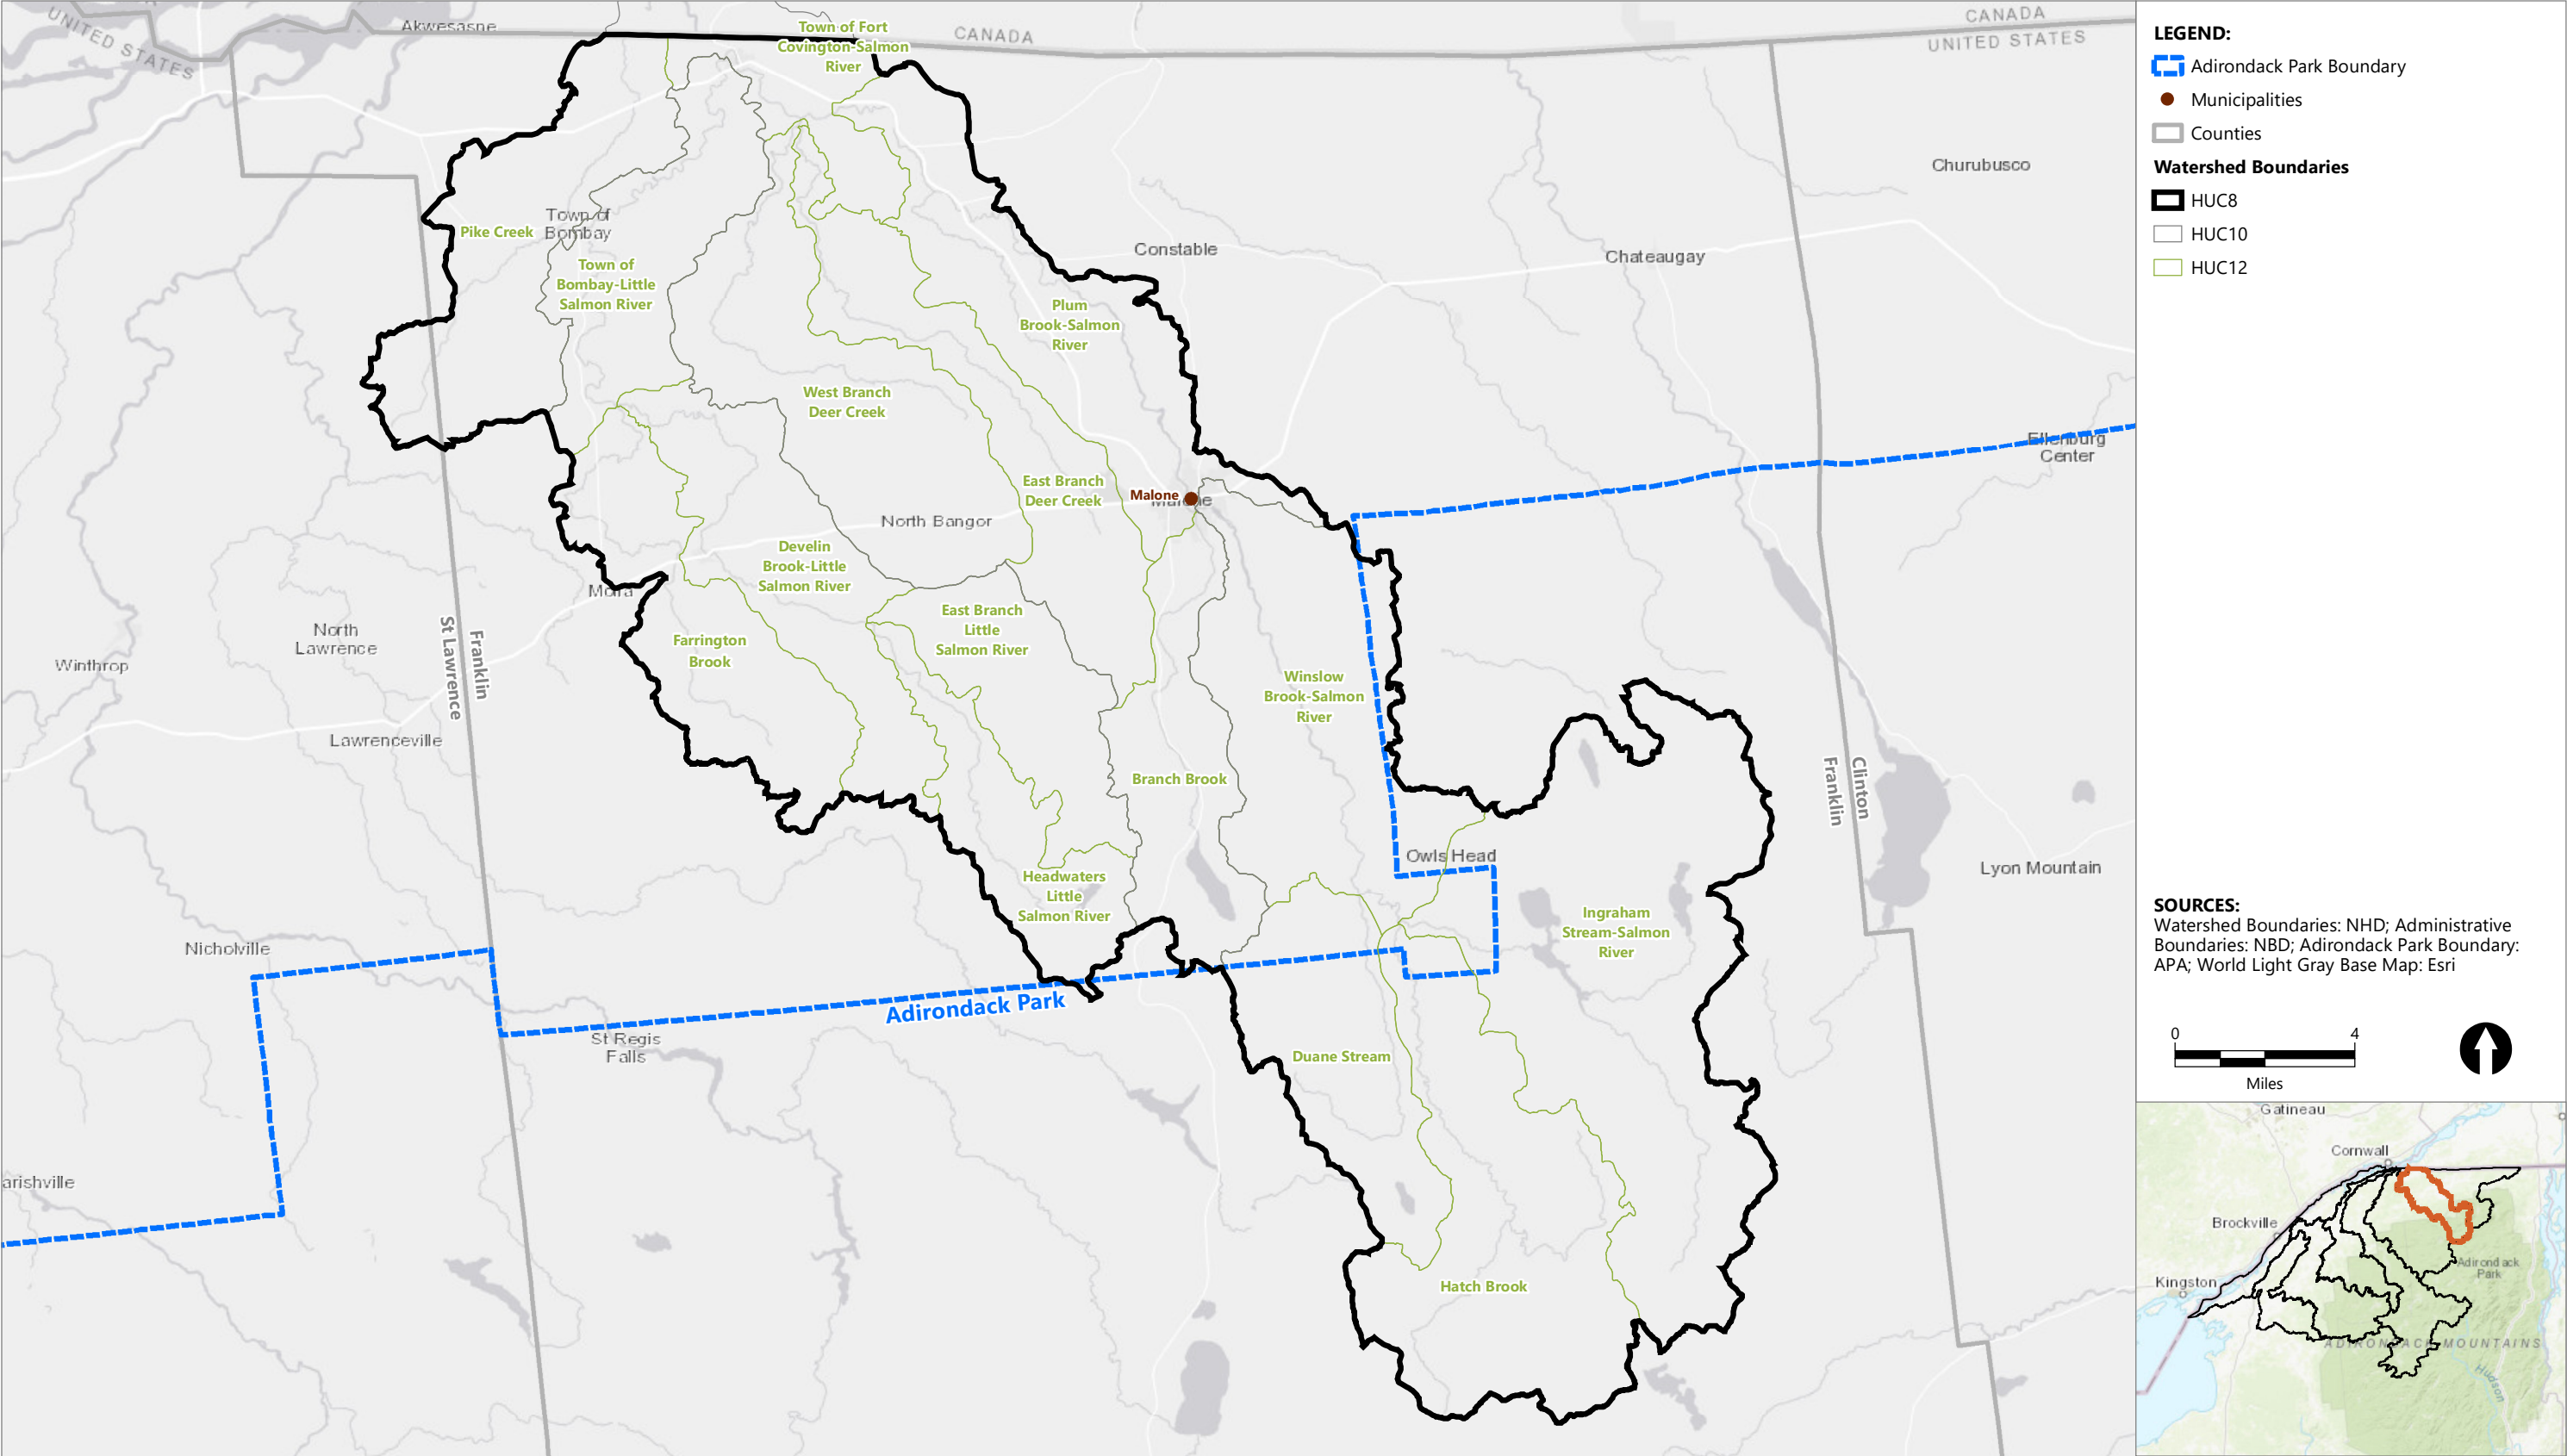 UNITED STATES
Akwesasne
Town of Fort
Covington-Salmon
River
CANADA
CANADA
UNITED STATES
Churubusco
Pike Creek
Town of
Bombay
Town of
Bombay-Little
Salmon River
Constable
Chateaugay
Plum
Brook-Salmon
River
West Branch
Deer Creek
Ellenburg
Center
East Branch
Deer Creek
Malone
Malone
North Bangor
Develin
Brook-Little
Salmon River
Moira
East Branch
Little
Salmon River
Farrington
Brook
North
Lawrence
Winthrop
St Lawrence
Franklin
Winslow
Brook-Salmon
River
Lawrenceville
Branch Brook
Franklin
Clinton
Owls Head
Lyon Mountain
Headwaters
Little
Salmon River
Ingraham
Stream-Salmon
River
Nicholville
Adirondack Park
St Regis
Falls
Duane Stream
arishville
Hatch Brook
LEGEND:
Adirondack Park Boundary
Municipalities
Counties
Watershed Boundaries
HUC8
HUC10
HUC12
SOURCES:
Watershed Boundaries: NHD; Administrative
Boundaries: NBD; Adirondack Park Boundary:
APA; World Light Gray Base Map: Esri
0 4
Miles
Gatineau
Cornwall
Brockville
Kingston
Adirondack
Park
ADIRONDACK MOUNTAINS
Hudson